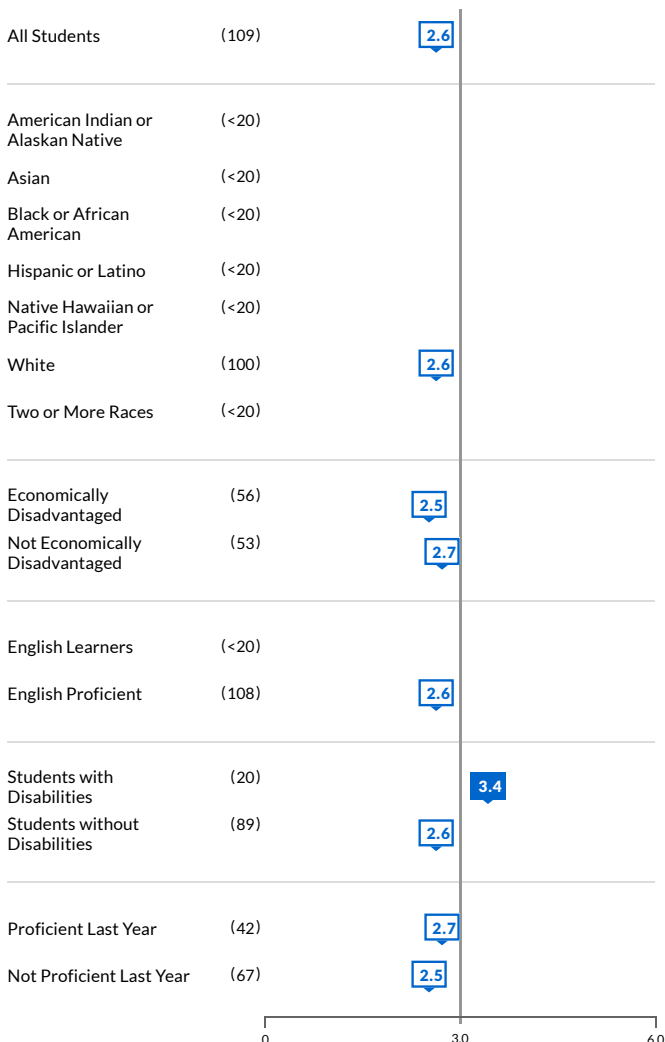 All Students (109) 2.6
American Indian or (<20)
Alaskan Native
Asian (<20)
Black or African (<20)
American
Hispanic or Latino (<20)
Native Hawaiian or (<20)
Pacific Islander
White (100) 2.6
Two or More Races (<20)
Economically (56) 2.5
Disadvantaged
Not Economically (53) 2.7
Disadvantaged
English Learners (<20)
English Proficient (108) 2.6
Students with (20) 3.4
Disabilities
Students without (89) 2.6
Disabilities
Proficient Last Year (42) 2.7
Not Proficient Last Year (67) 2.5
0 3.0 6.0